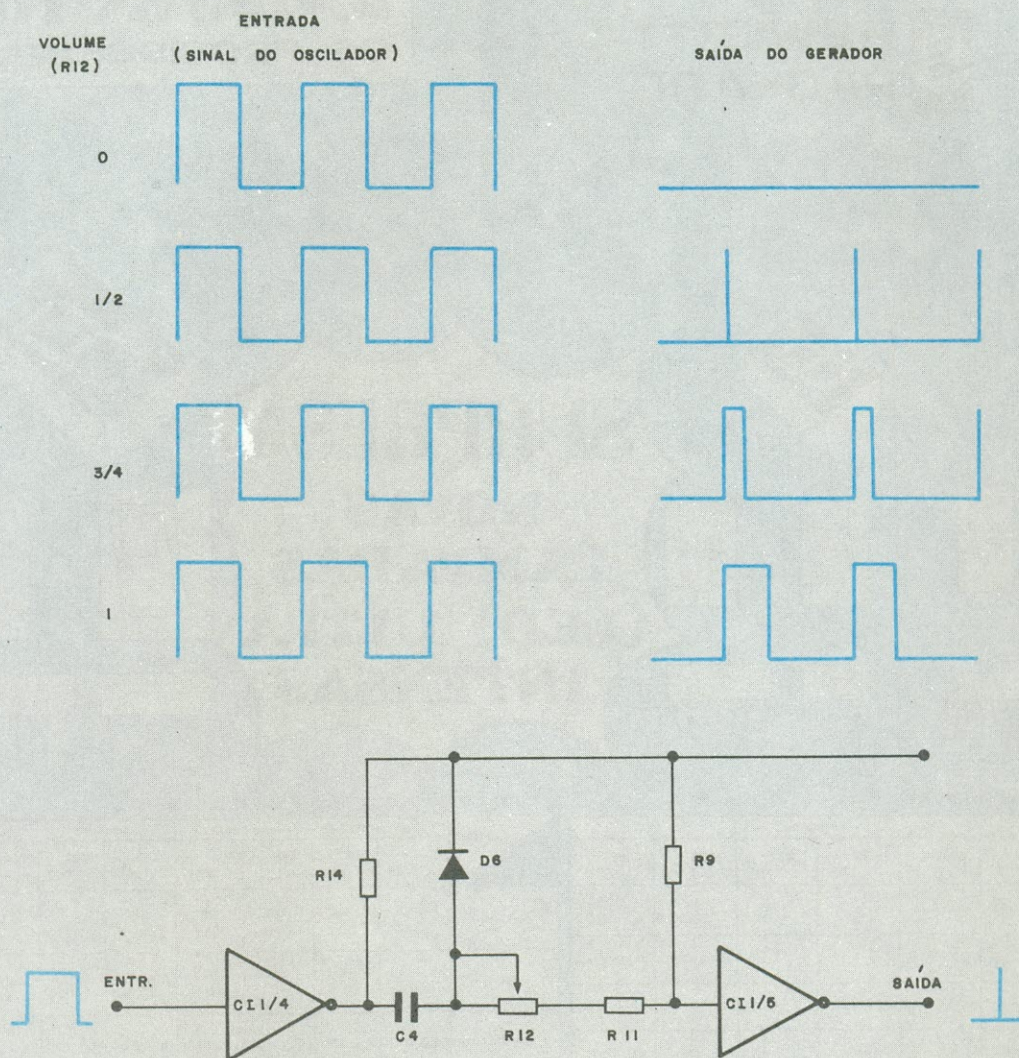 ENTRADA
VOLUME
(R12)
(SINAL DO OSCILADOR)
SAÍDA DO GERADOR
0
1/2
3/4
1
R14
D6
R9
ENTR.
CI1/4
C4
R12
R11
CI1/6
SAÍDA